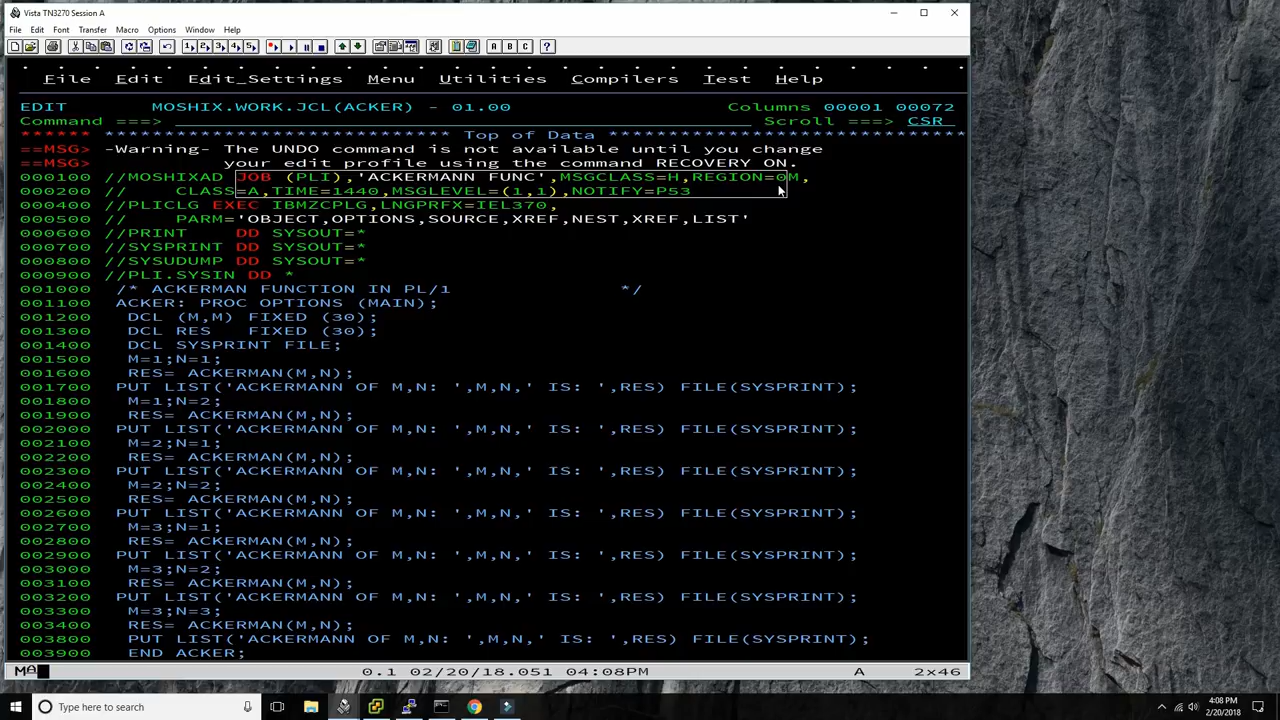 Vista TN3270 Session A
File Edit Font Transfer Macro Options Window Help
File Edit Edit_Settings Menu Utilities Compilers Test Help
EDIT MOSHIX.WORK.JCL(ACKER) - 01.00 Columns 00001 00072
Command ===> Scroll ===> CSR
****** ***************************** Top of Data ******************************
==MSG> -Warning- The UNDO command is not available until you change
==MSG> your edit profile using the command RECOVERY ON.
000100 //MOSHIXAD JOB (PLI),'ACKERMANN FUNC',MSGCLASS=H,REGION=0M,
000200 // CLASS=A,TIME=1440,MSGLEVEL=(1,1),NOTIFY=P53
000400 //PLICLG EXEC IBMZCPLG,LNGPRFX=IEL370,
000500 // PARM='OBJECT,OPTIONS,SOURCE,XREF,NEST,XREF,LIST'
000600 //PRINT DD SYSOUT=*
000700 //SYSPRINT DD SYSOUT=*
000800 //SYSUDUMP DD SYSOUT=*
000900 //PLI.SYSIN DD *
001000 /* ACKERMAN FUNCTION IN PL/1 */
001100 ACKER: PROC OPTIONS (MAIN);
001200 DCL (M,M) FIXED (30);
001300 DCL RES FIXED (30);
001400 DCL SYSPRINT FILE;
001500 M=1;N=1;
001600 RES= ACKERMAN(M,N);
001700 PUT LIST('ACKERMANN OF M,N: ',M,N,' IS: ',RES) FILE(SYSPRINT);
001800 M=1;N=2;
001900 RES= ACKERMAN(M,N);
002000 PUT LIST('ACKERMANN OF M,N: ',M,N,' IS: ',RES) FILE(SYSPRINT);
002100 M=2;N=1;
002200 RES= ACKERMAN(M,N);
002300 PUT LIST('ACKERMANN OF M,N: ',M,N,' IS: ',RES) FILE(SYSPRINT);
002400 M=2;N=2;
002500 RES= ACKERMAN(M,N);
002600 PUT LIST('ACKERMANN OF M,N: ',M,N,' IS: ',RES) FILE(SYSPRINT);
002700 M=3;N=1;
002800 RES= ACKERMAN(M,N);
002900 PUT LIST('ACKERMANN OF M,N: ',M,N,' IS: ',RES) FILE(SYSPRINT);
003000 M=3;N=2;
003100 RES= ACKERMAN(M,N);
003200 PUT LIST('ACKERMANN OF M,N: ',M,N,' IS: ',RES) FILE(SYSPRINT);
003300 M=3;N=3;
003400 RES= ACKERMAN(M,N);
003800 PUT LIST('ACKERMANN OF M,N: ',M,N,' IS: ',RES) FILE(SYSPRINT);
003900 END ACKER;
0.1 02/20/18.051 04:08PM A 2x46
Type here to search
4:08 PM
2/20/2018